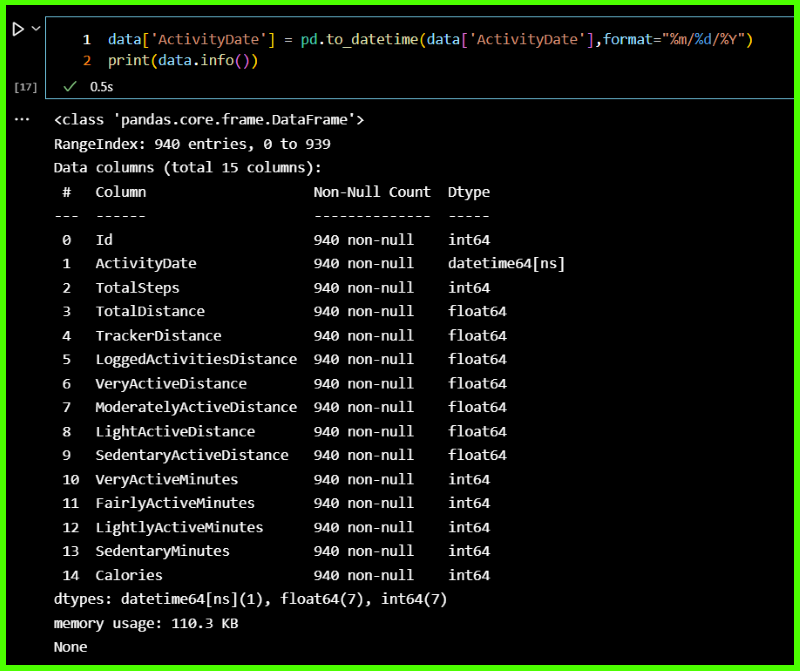 1 data['ActivityDate'] = pd.to_datetime(data['ActivityDate'],format="%m/%d/%Y")
2 print(data.info())
[17] 0.5s
... <class 'pandas.core.frame.DataFrame'>
RangeIndex: 940 entries, 0 to 939
Data columns (total 15 columns):
 #   Column                    Non-Null Count  Dtype
---  ------                    --------------  -----
 0   Id                        940 non-null    int64
 1   ActivityDate              940 non-null    datetime64[ns]
 2   TotalSteps                940 non-null    int64
 3   TotalDistance             940 non-null    float64
 4   TrackerDistance           940 non-null    float64
 5   LoggedActivitiesDistance  940 non-null    float64
 6   VeryActiveDistance        940 non-null    float64
 7   ModeratelyActiveDistance  940 non-null    float64
 8   LightActiveDistance       940 non-null    float64
 9   SedentaryActiveDistance   940 non-null    float64
 10  VeryActiveMinutes         940 non-null    int64
 11  FairlyActiveMinutes       940 non-null    int64
 12  LightlyActiveMinutes      940 non-null    int64
 13  SedentaryMinutes          940 non-null    int64
 14  Calories                  940 non-null    int64
dtypes: datetime64[ns](1), float64(7), int64(7)
memory usage: 110.3 KB
None